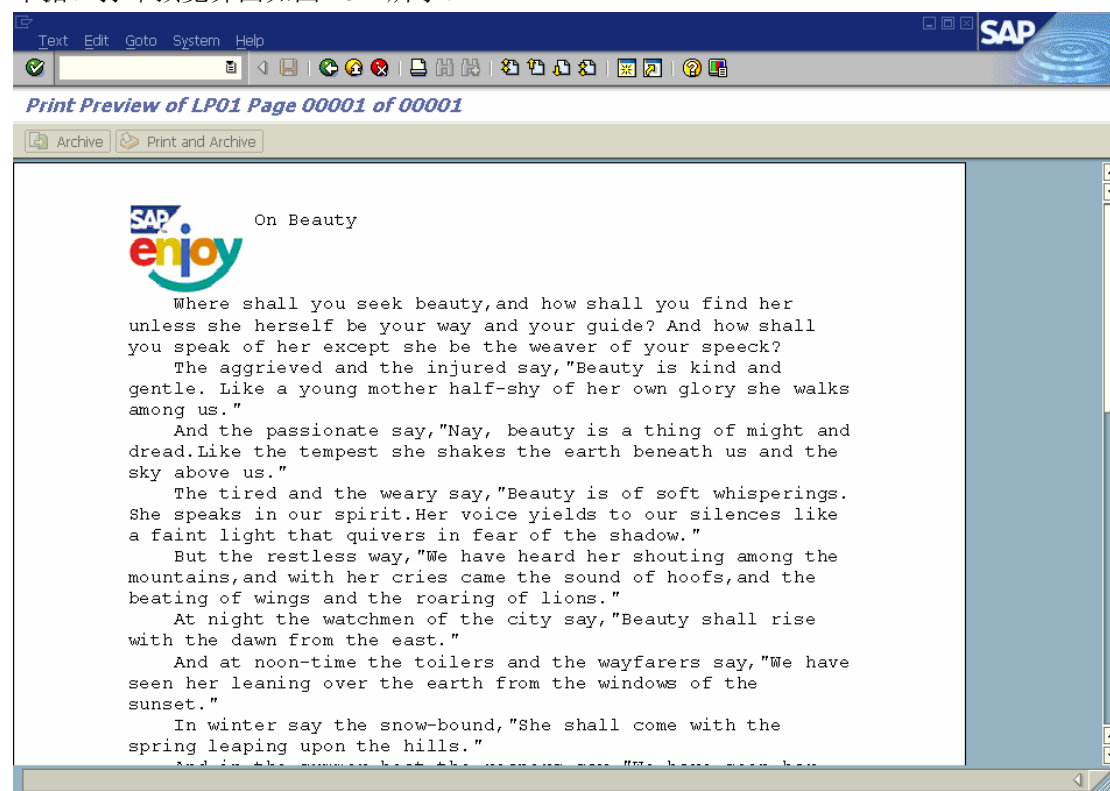 Text Edit Goto System Help
SAP
Print Preview of LP01 Page 00001 of 00001
Archive Print and Archive
SAP
enjoy
On Beauty
Where shall you seek beauty,and how shall you find her
unless she herself be your way and your guide? And how shall
you speak of her except she be the weaver of your speeck?
The aggrieved and the injured say,"Beauty is kind and
gentle. Like a young mother half-shy of her own glory she walks
among us."
And the passionate say,"Nay, beauty is a thing of might and
dread.Like the tempest she shakes the earth beneath us and the
sky above us."
The tired and the weary say,"Beauty is of soft whisperings.
She speaks in our spirit.Her voice yields to our silences like
a faint light that quivers in fear of the shadow."
But the restless way,"We have heard her shouting among the
mountains,and with her cries came the sound of hoofs,and the
beating of wings and the roaring of lions."
At night the watchmen of the city say,"Beauty shall rise
with the dawn from the east."
And at noon-time the toilers and the wayfarers say,"We have
seen her leaning over the earth from the windows of the
sunset."
In winter say the snow-bound,"She shall come with the
spring leaping upon the hills."